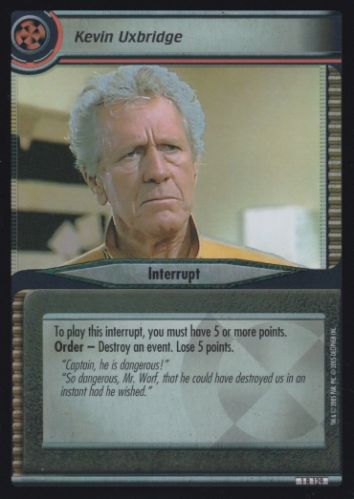 Kevin Uxbridge
Interrupt
To play this interrupt, you must have 5 or more points.
Order – Destroy an event. Lose 5 points.
"Captain, he is dangerous!"
"So dangerous, Mr. Worf, that he could have destroyed us in an
instant had he wished."
1 R 129